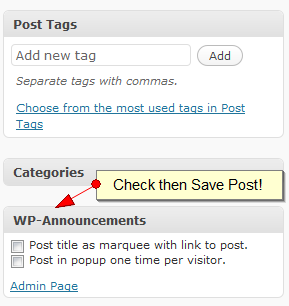 Post Tags
Add new tag
Add
Separate tags with commas.
Choose from the most used tags in Post
Tags
Categories
Check then Save Post!
WP-Announcements
Post title as marquee with link to post.
Post in popup one time per visitor.
Admin Page